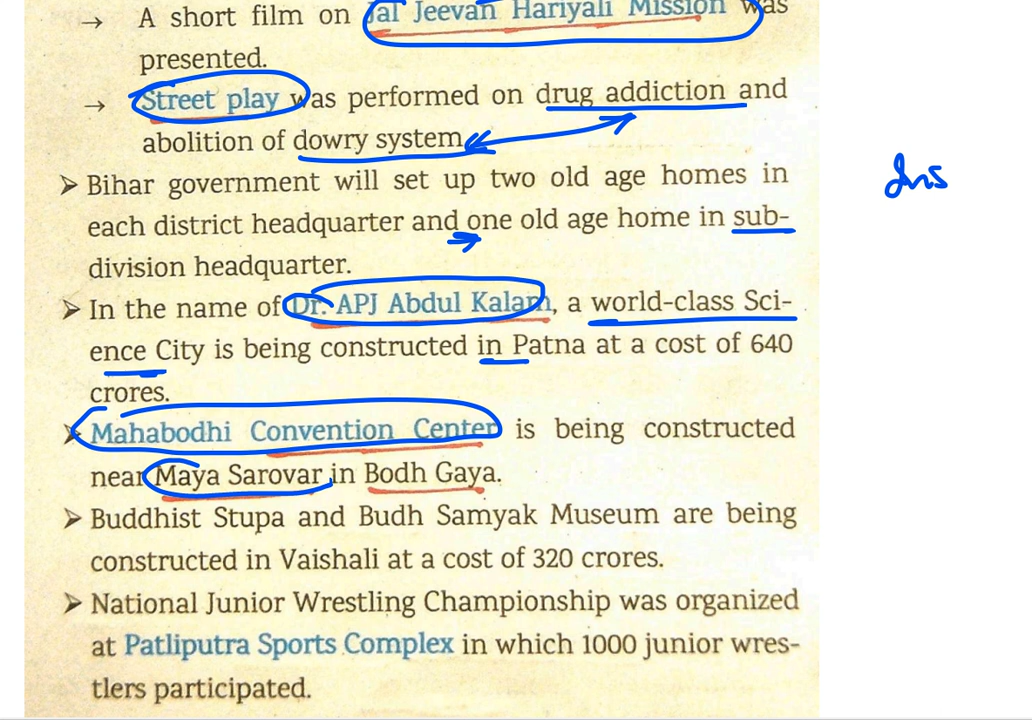 → A short film on Jal Jeevan Hariyali Mission was
presented.
→ Street play was performed on drug addiction and
abolition of dowry system.
➤ Bihar government will set up two old age homes in
each district headquarter and one old age home in sub-
division headquarter.
➤ In the name of Dr. APJ Abdul Kalam, a world-class Sci-
ence City is being constructed in Patna at a cost of 640
crores.
➤ Mahabodhi Convention Center is being constructed
near Maya Sarovar in Bodh Gaya.
➤ Buddhist Stupa and Budh Samyak Museum are being
constructed in Vaishali at a cost of 320 crores.
➤ National Junior Wrestling Championship was organized
at Patliputra Sports Complex in which 1000 junior wres-
tlers participated.